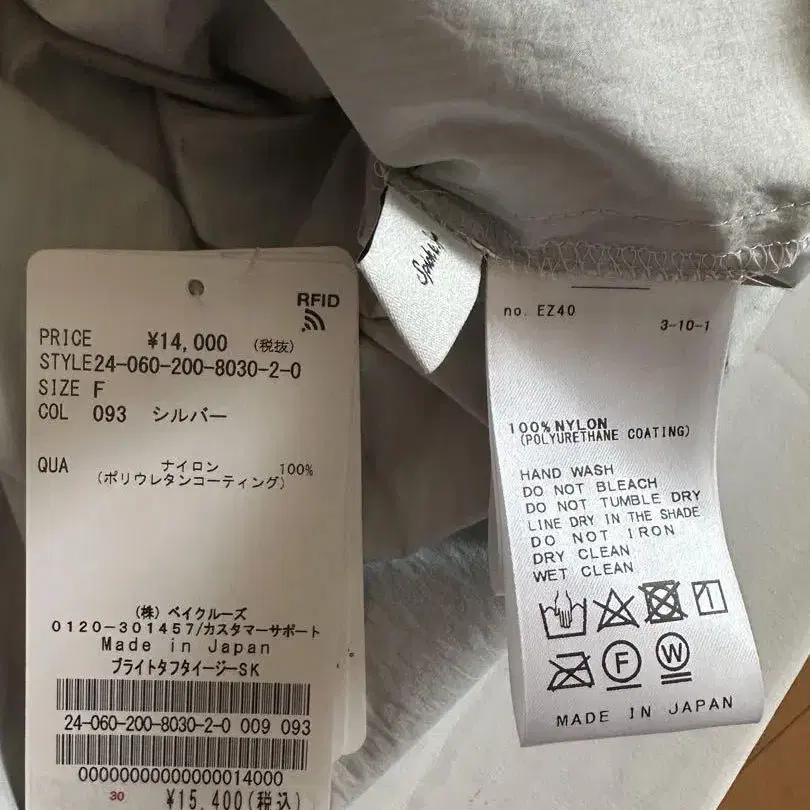 RFID
PRICE ¥14,000 (税抜)
STYLE24-060-200-8030-2-0
SIZE F
COL 093 シルバー
QUA ナイロン 100%
(ポリウレタンコーティング)
(株) ベイクルーズ
0120-301457/カスタマーサポート
Made in Japan
ブライトタフタイージーSK
24-060-200-8030-2-0 009 093
00000000000000014000
30 ¥15,400(税込)
no. EZ40
3-10-1
100% NYLON
(POLYURETHANE COATING)
HAND WASH
DO NOT BLEACH
DO NOT TUMBLE DRY
LINE DRY IN THE SHADE
DO NOT IRON
DRY CLEAN
WET CLEAN
F W
MADE IN JAPAN